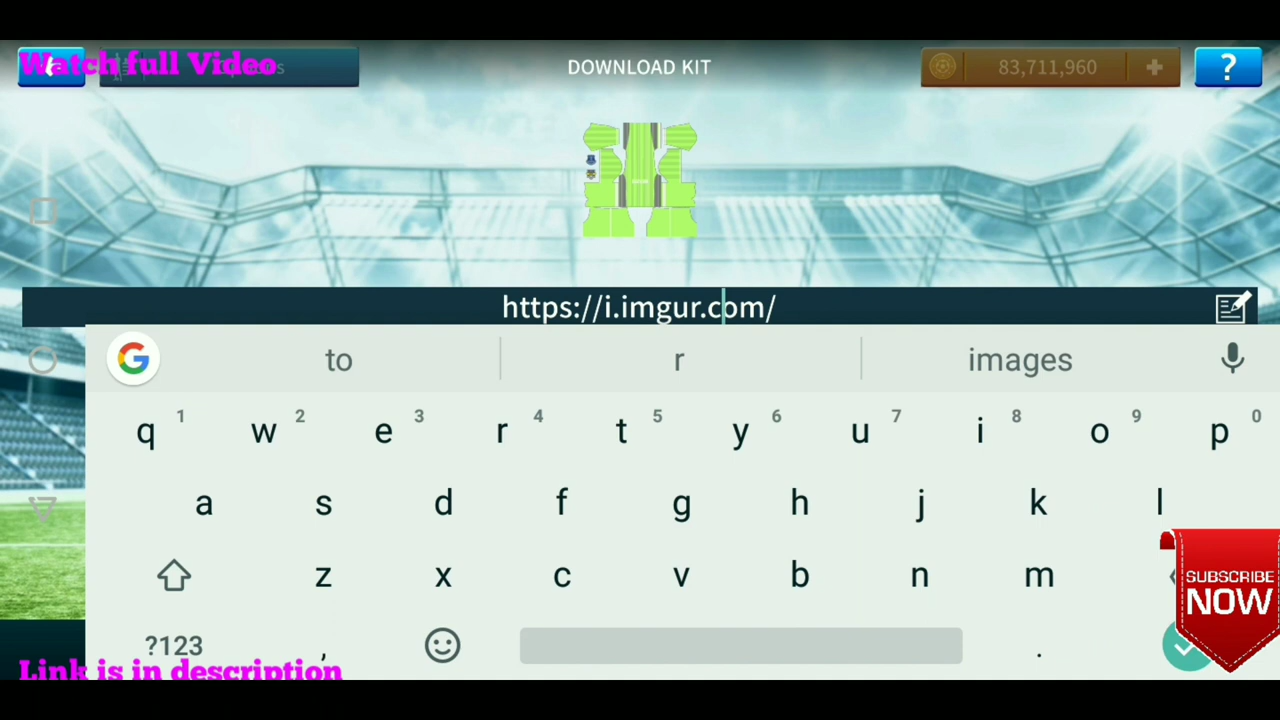 Watch full Video
DOWNLOAD KIT
83,711,960
+
?
https://i.imgur.com/
to
r
images
q 1 w 2 e 3 r 4 t 5 y 6 u 7 i 8 o 9 p 0
a s d f g h j k l
z x c v b n m
?123 , .
SUBSCRIBE
NOW
Link is in description